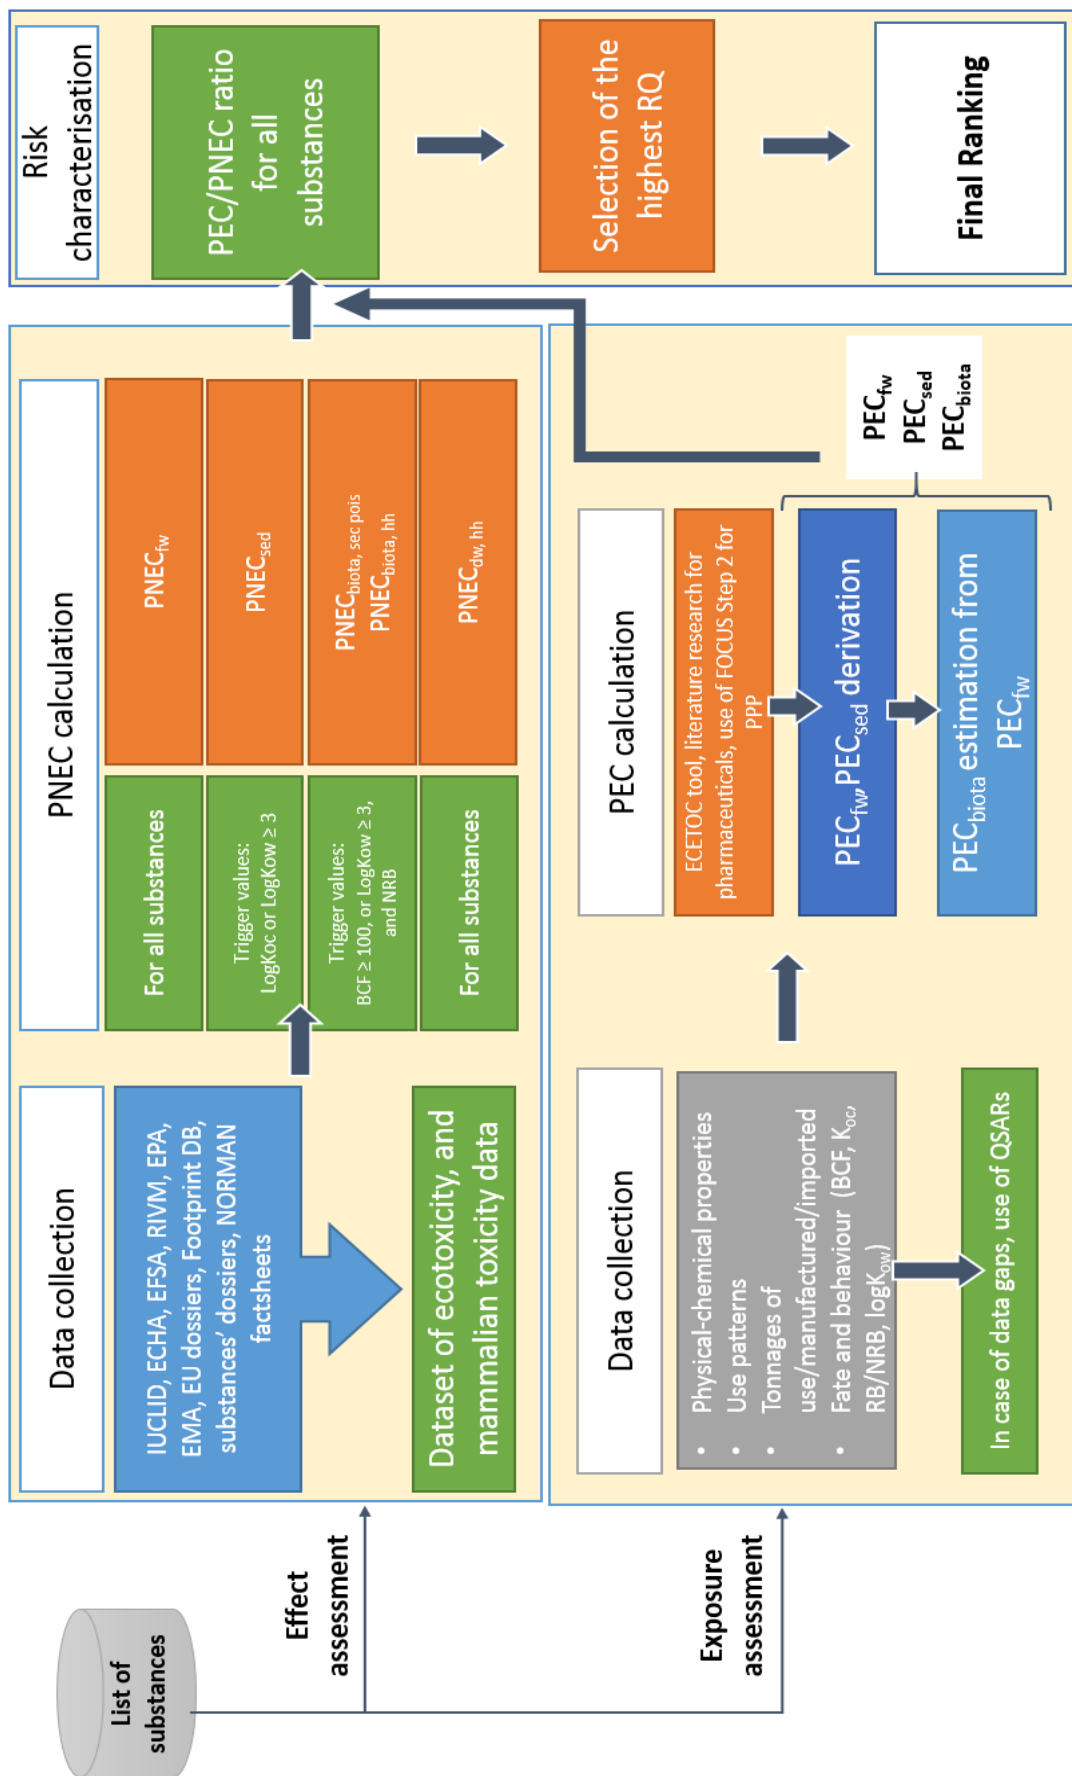 List of
substances
Effect
assessment
Exposure
assessment
Data collection
IUCLID, ECHA, EFSA, RIVM, EPA,
EMA, EU dossiers, Footprint DB,
substances' dossiers, NORMAN
factsheets
Dataset of ecotoxicity, and
mammalian toxicity data
PNEC calculation
For all substances
PNECfw
Trigger values:
LogKoc or LogKow ≥ 3
PNECsed
Trigger values:
BCF ≥ 100, or LogKow ≥ 3,
and NRB
PNECbiota, sec pois
PNECbiota, hh
For all substances
PNECdw, hh
Data collection
• Physical-chemical properties
• Use patterns
• Tonnages of
use/manufactured/imported
• Fate and behaviour (BCF, Koc,
RB/NRB, logKow)
In case of data gaps, use of QSARs
PEC calculation
ECETOC tool, literature research for
pharmaceuticals, use of FOCUS Step 2 for
PPP
PECfw,PECsed derivation
PECbiota estimation from
PECfw
PECfw
PECsed
PECbiota
Risk
characterisation
PEC/PNEC ratio
for all
substances
Selection of the
highest RQ
Final Ranking